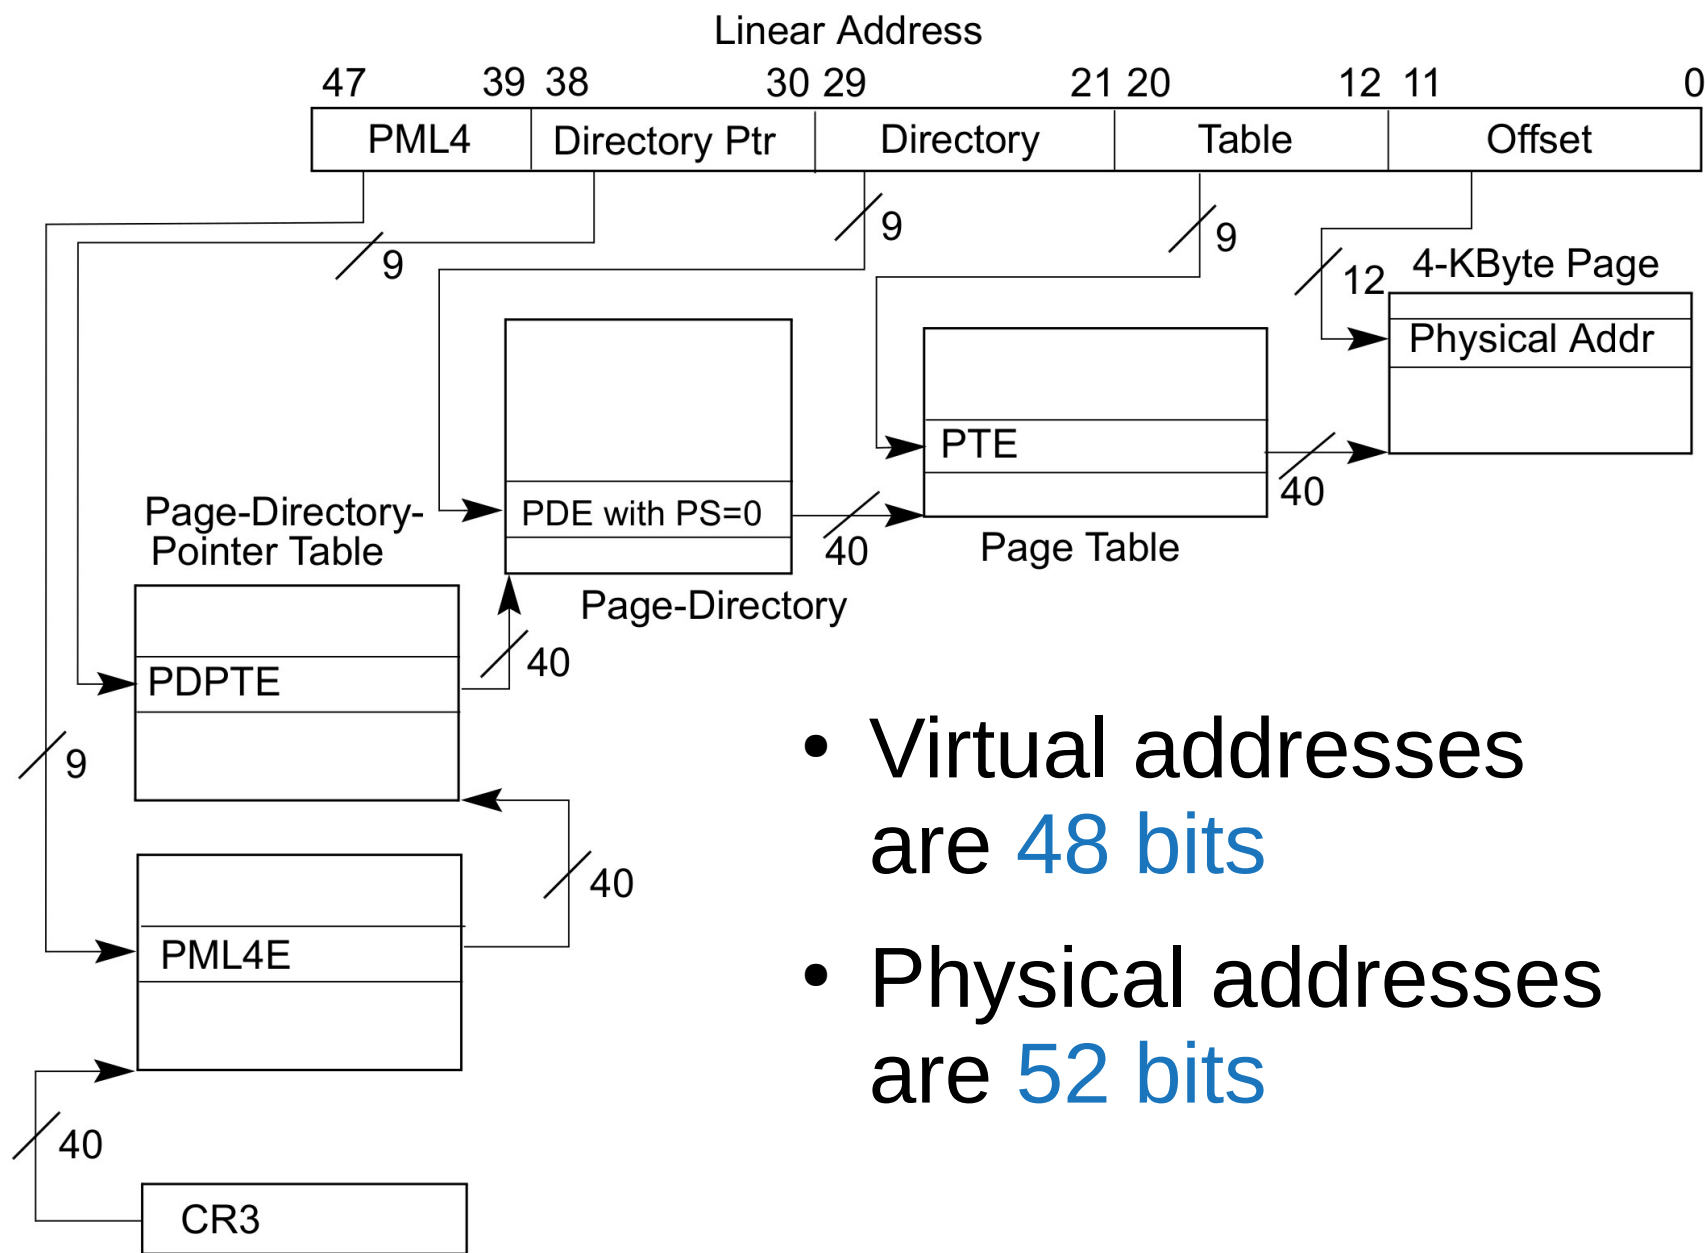 Linear Address
47 39 38 30 29 21 20 12 11 0
PML4 Directory Ptr Directory Table Offset
9
9
9
12
4-KByte Page
Physical Addr
PTE
40
Page Table
PDE with PS=0
40
Page-Directory
Page-Directory-
Pointer Table
PDPTE
40
9
PML4E
40
40
CR3
• Virtual addresses
are 48 bits
• Physical addresses
are 52 bits